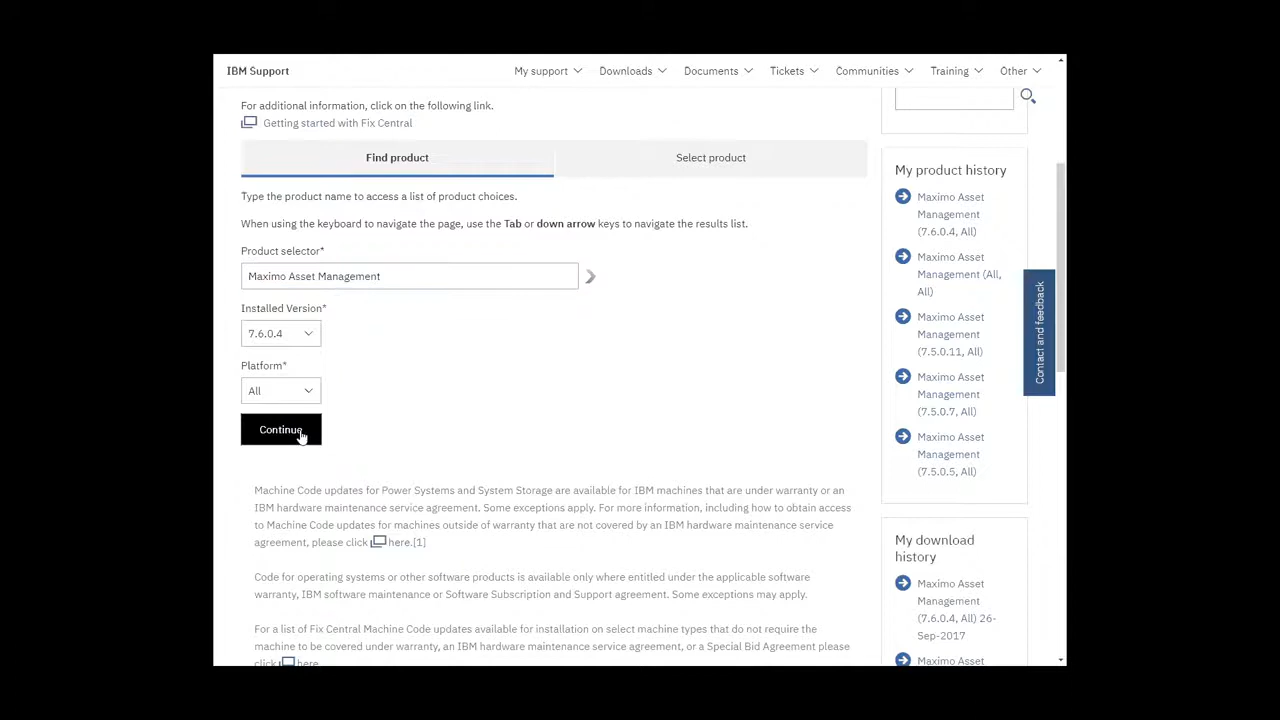 IBM Support
My support
Downloads
Documents
Tickets
Communities
Training
Other
For additional information, click on the following link.
Getting started with Fix Central
Find product
Select product
Type the product name to access a list of product choices.
When using the keyboard to navigate the page, use the Tab or down arrow keys to navigate the results list.
Product selector*
Maximo Asset Management
Installed Version*
7.6.0.4
Platform*
All
Continue
Machine Code updates for Power Systems and System Storage are available for IBM machines that are under warranty or an
IBM hardware maintenance service agreement. Some exceptions apply. For more information, including how to obtain access
to Machine Code updates for machines outside of warranty that are not covered by an IBM hardware maintenance service
agreement, please click here.[1]
Code for operating systems or other software products is available only where entitled under the applicable software
warranty, IBM software maintenance or Software Subscription and Support agreement. Some exceptions may apply.
For a list of Fix Central Machine Code updates available for installation on select machine types that do not require the
machine to be covered under warranty, an IBM hardware maintenance service agreement, or a Special Bid Agreement please
click here
My product history
Maximo Asset
Management
(7.6.0.4, All)
Maximo Asset
Management (All,
All)
Maximo Asset
Management
(7.5.0.11, All)
Maximo Asset
Management
(7.5.0.7, All)
Maximo Asset
Management
(7.5.0.5, All)
My download
history
Maximo Asset
Management
(7.6.0.4, All) 26-
Sep-2017
Maximo Asset
Contact and feedback